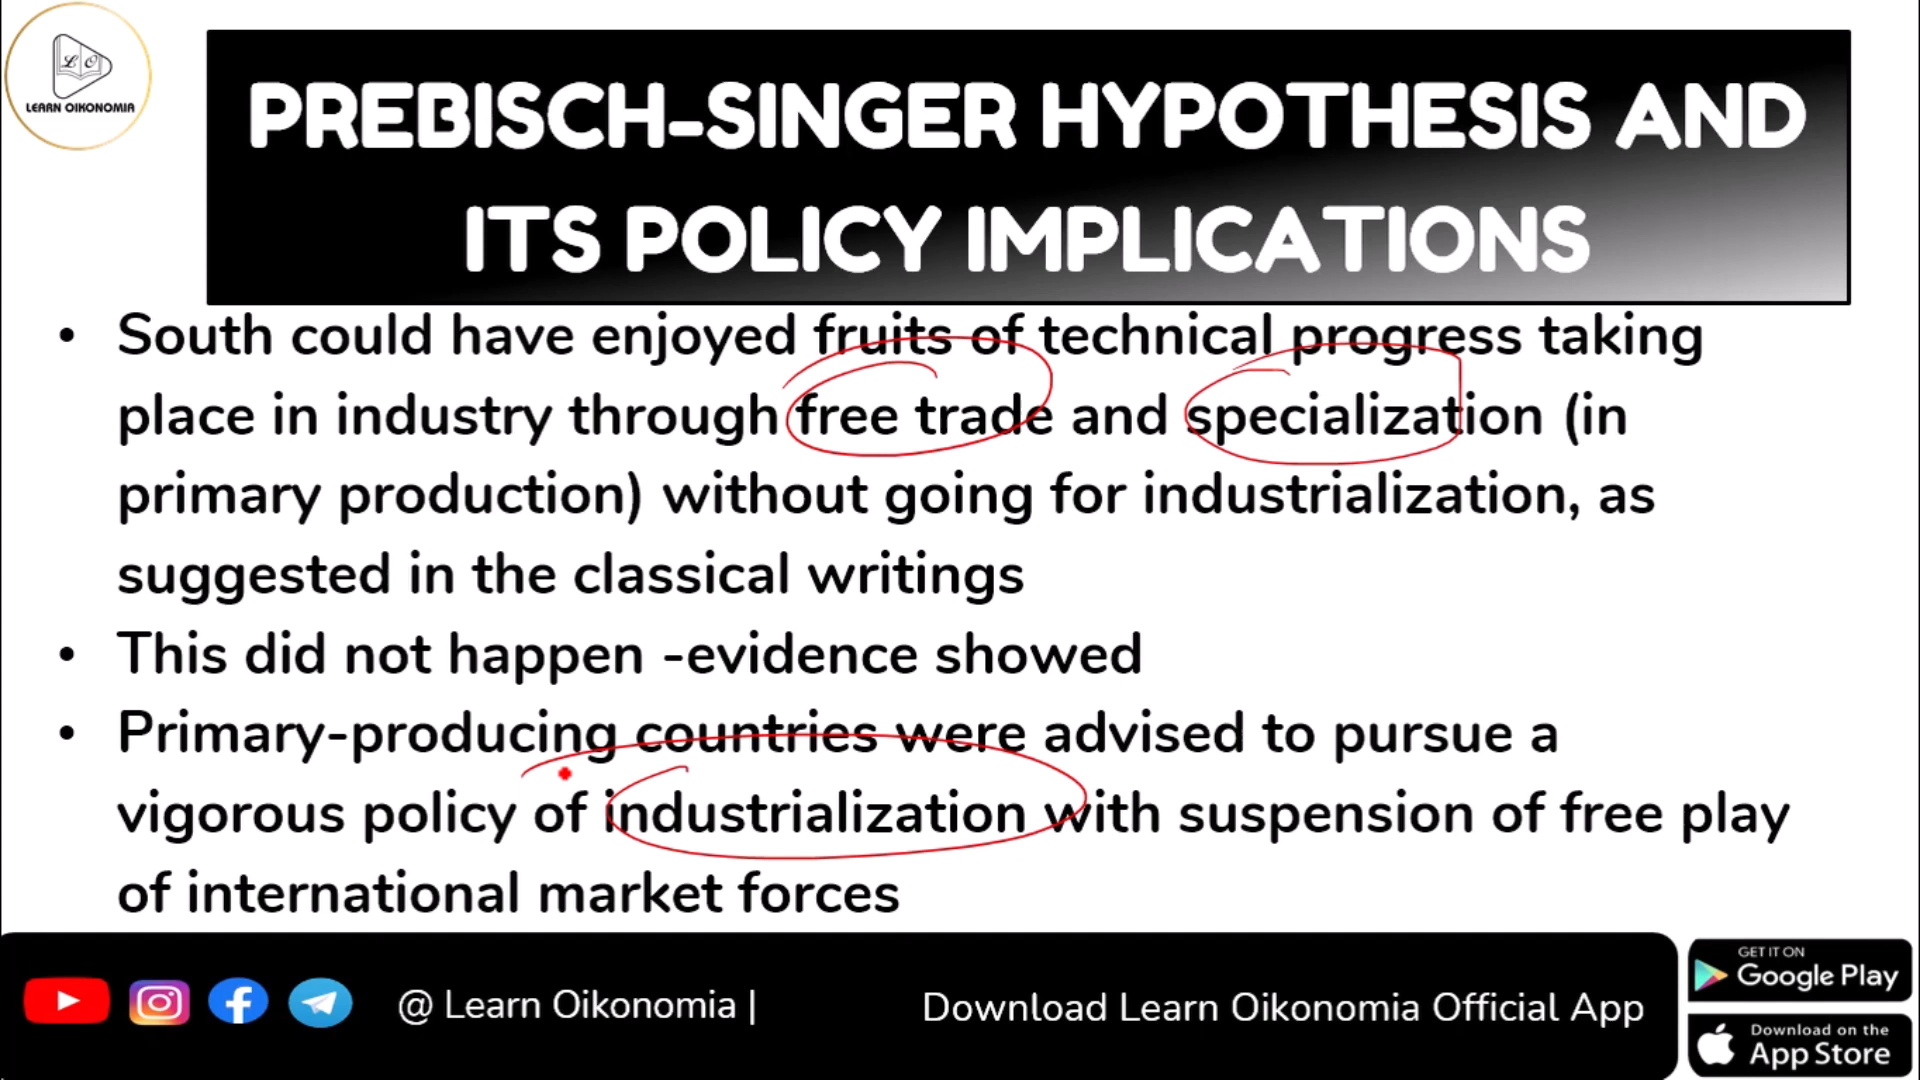 LO
LEARN OIKONOMIA
PREBISCH-SINGER HYPOTHESIS AND
ITS POLICY IMPLICATIONS
• South could have enjoyed fruits of technical progress taking
place in industry through free trade and specialization (in
primary production) without going for industrialization, as
suggested in the classical writings
• This did not happen -evidence showed
• Primary-producing countries were advised to pursue a
vigorous policy of industrialization with suspension of free play
of international market forces
@ Learn Oikonomia |
Download Learn Oikonomia Official App
GET IT ON
Google Play
Download on the
App Store